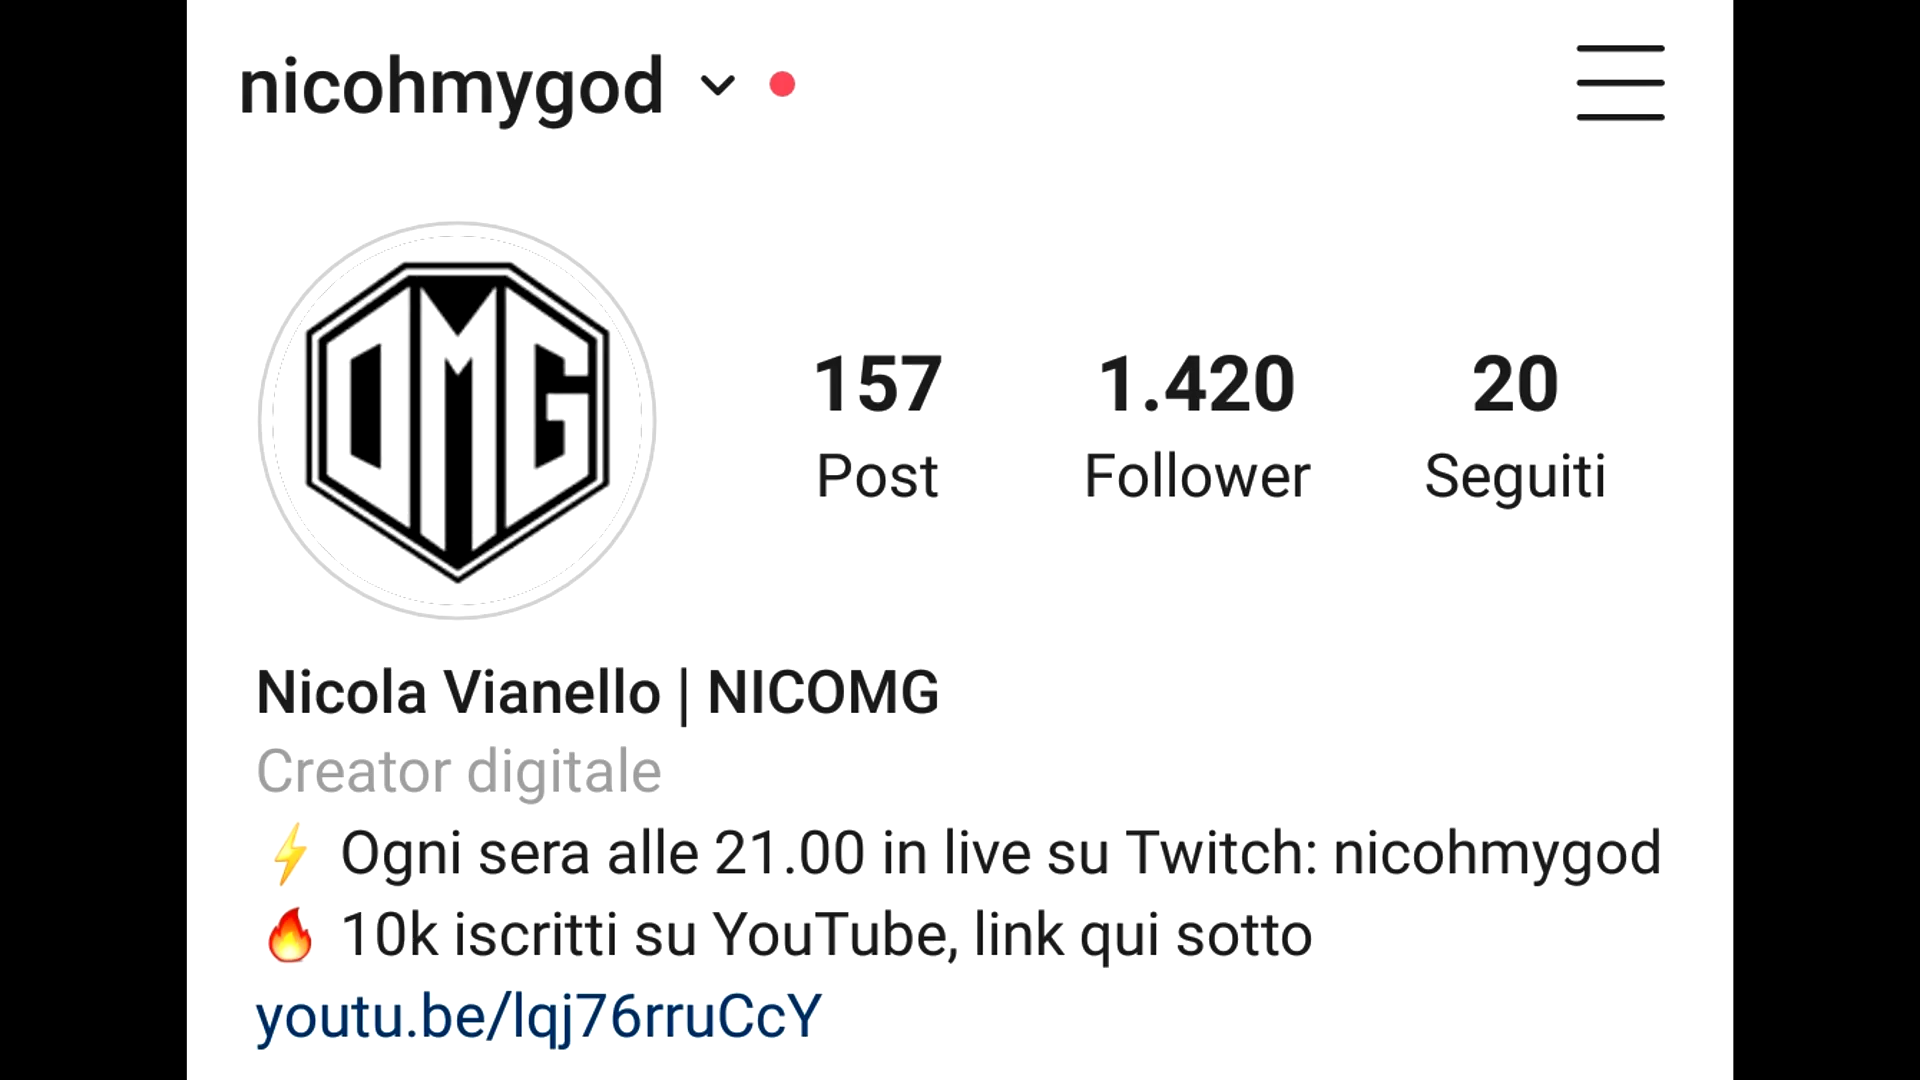 nicohmygod
OMG
157 1.420 20
Post Follower Seguiti
Nicola Vianello | NICOMG
Creator digitale
⚡ Ogni sera alle 21.00 in live su Twitch: nicohmygod
🔥 10k iscritti su YouTube, link qui sotto
youtu.be/lqj76rruCcY